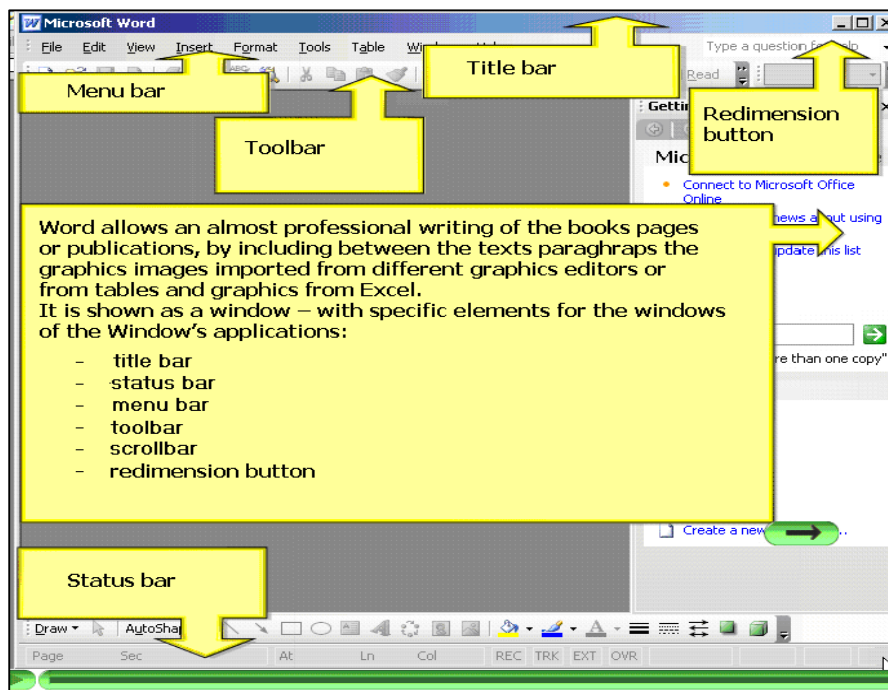 Microsoft Word
File Edit View Insert Format Tools Table
Type a question for help
Menu bar
Title bar
Read
Toolbar
Redimension
button
Connect to Microsoft Office
Online
news about using
Word allows an almost professional writing of the books pages
or publications, by including between the texts paraghraps the
graphics images imported from different graphics editors or
from tables and graphics from Excel.
It is shown as a window – with specific elements for the windows
of the Window's applications:
update this list
- title bar
- status bar
- menu bar
- toolbar
- scrollbar
- redimension button
re than one copy"
Create a new
Status bar
Draw AutoSha
Page Sec At Ln Col REC TRK EXT OVR